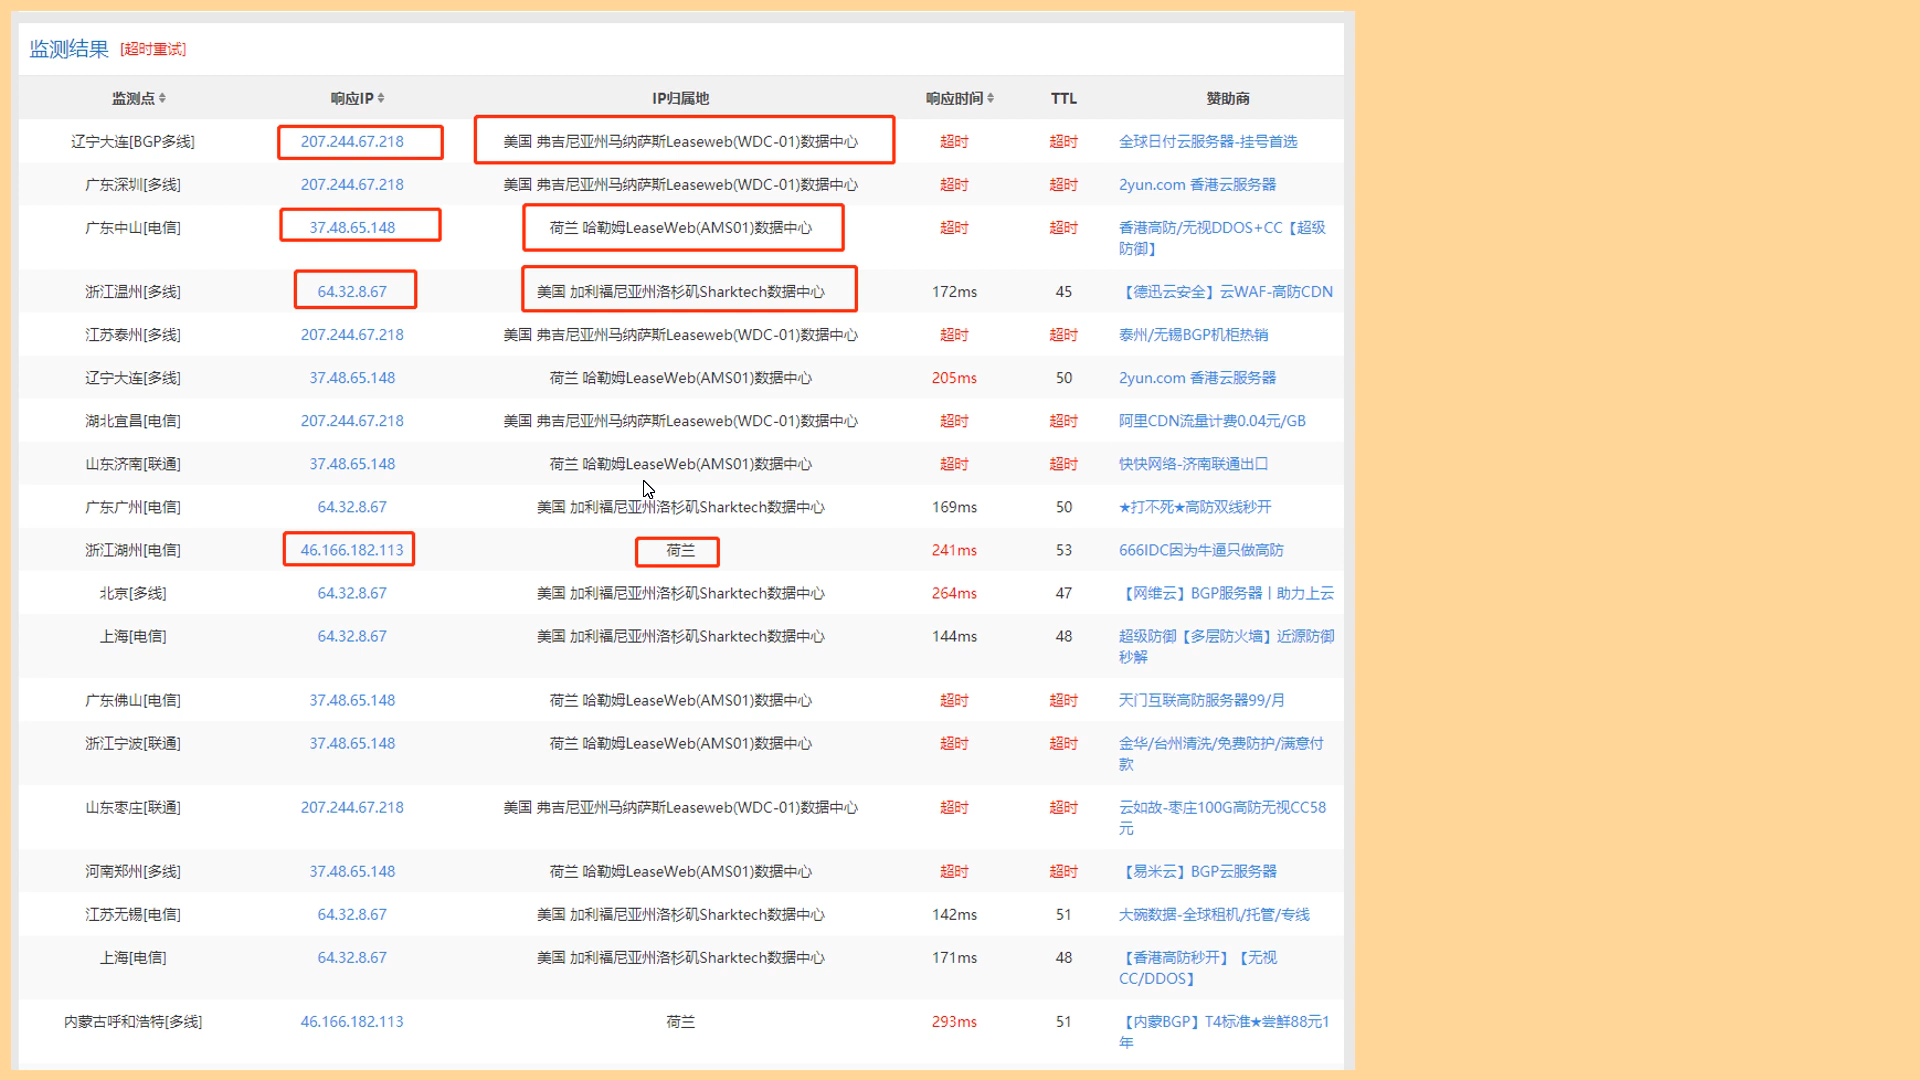 监测结果 [超时重试]
监测点 响应IP IP归属地 响应时间 TTL 赞助商
辽宁大连[BGP多线] 207.244.67.218 美国 弗吉尼亚州马纳萨斯Leaseweb(WDC-01)数据中心 超时 超时 全球日付云服务器-挂号首选
广东深圳[多线] 207.244.67.218 美国 弗吉尼亚州马纳萨斯Leaseweb(WDC-01)数据中心 超时 超时 2yun.com 香港云服务器
广东中山[电信] 37.48.65.148 荷兰 哈勒姆LeaseWeb(AMS01)数据中心 超时 超时 香港高防/无视DDOS+CC【超级
防御】
浙江温州[多线] 64.32.8.67 美国 加利福尼亚州洛杉矶Sharktech数据中心 172ms 45 【德迅云安全】云WAF-高防CDN
江苏泰州[多线] 207.244.67.218 美国 弗吉尼亚州马纳萨斯Leaseweb(WDC-01)数据中心 超时 超时 泰州/无锡BGP机柜热销
辽宁大连[多线] 37.48.65.148 荷兰 哈勒姆LeaseWeb(AMS01)数据中心 205ms 50 2yun.com 香港云服务器
湖北宜昌[电信] 207.244.67.218 美国 弗吉尼亚州马纳萨斯Leaseweb(WDC-01)数据中心 超时 超时 阿里CDN流量计费0.04元/GB
山东济南[联通] 37.48.65.148 荷兰 哈勒姆LeaseWeb(AMS01)数据中心 超时 超时 快快网络-济南联通出口
广东广州[电信] 64.32.8.67 美国 加利福尼亚州洛杉矶Sharktech数据中心 169ms 50 ★打不死★高防双线秒开
浙江湖州[电信] 46.166.182.113 荷兰 241ms 53 666IDC因为牛逼只做高防
北京[多线] 64.32.8.67 美国 加利福尼亚州洛杉矶Sharktech数据中心 264ms 47 【网维云】BGP服务器丨助力上云
上海[电信] 64.32.8.67 美国 加利福尼亚州洛杉矶Sharktech数据中心 144ms 48 超级防御【多层防火墙】近源防御
秒解
广东佛山[电信] 37.48.65.148 荷兰 哈勒姆LeaseWeb(AMS01)数据中心 超时 超时 天门互联高防服务器99/月
浙江宁波[联通] 37.48.65.148 荷兰 哈勒姆LeaseWeb(AMS01)数据中心 超时 超时 金华/台州清洗/免费防护/满意付
款
山东枣庄[联通] 207.244.67.218 美国 弗吉尼亚州马纳萨斯Leaseweb(WDC-01)数据中心 超时 超时 云如故-枣庄100G高防无视CC58
元
河南郑州[多线] 37.48.65.148 荷兰 哈勒姆LeaseWeb(AMS01)数据中心 超时 超时 【易米云】BGP云服务器
江苏无锡[电信] 64.32.8.67 美国 加利福尼亚州洛杉矶Sharktech数据中心 142ms 51 大碗数据-全球租机/托管/专线
上海[电信] 64.32.8.67 美国 加利福尼亚州洛杉矶Sharktech数据中心 171ms 48 【香港高防秒开】【无视
CC/DDOS】
内蒙古呼和浩特[多线] 46.166.182.113 荷兰 293ms 51 【内蒙BGP】T4标准★尝鲜88元1
年